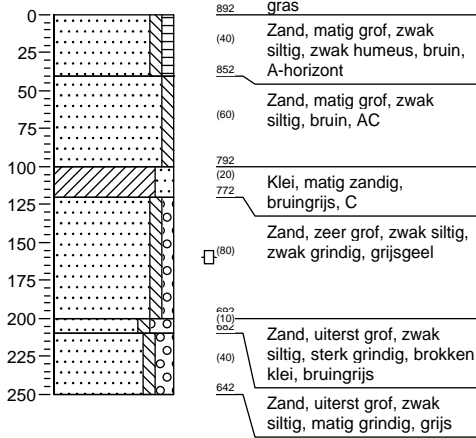 0
25
50
75
100
125
150
175
200
225
250
892
(40)
852
(60)
792
(20)
772
(80)
692
(10)
682
(40)
642
gras
Zand, matig grof, zwak
siltig, zwak humeus, bruin,
A-horizont
Zand, matig grof, zwak
siltig, bruin, AC
Klei, matig zandig,
bruingrijs, C
Zand, zeer grof, zwak siltig,
zwak grindig, grijsgeel
Zand, uiterst grof, zwak
siltig, sterk grindig, brokken
klei, bruingrijs
Zand, uiterst grof, zwak
siltig, matig grindig, grijs